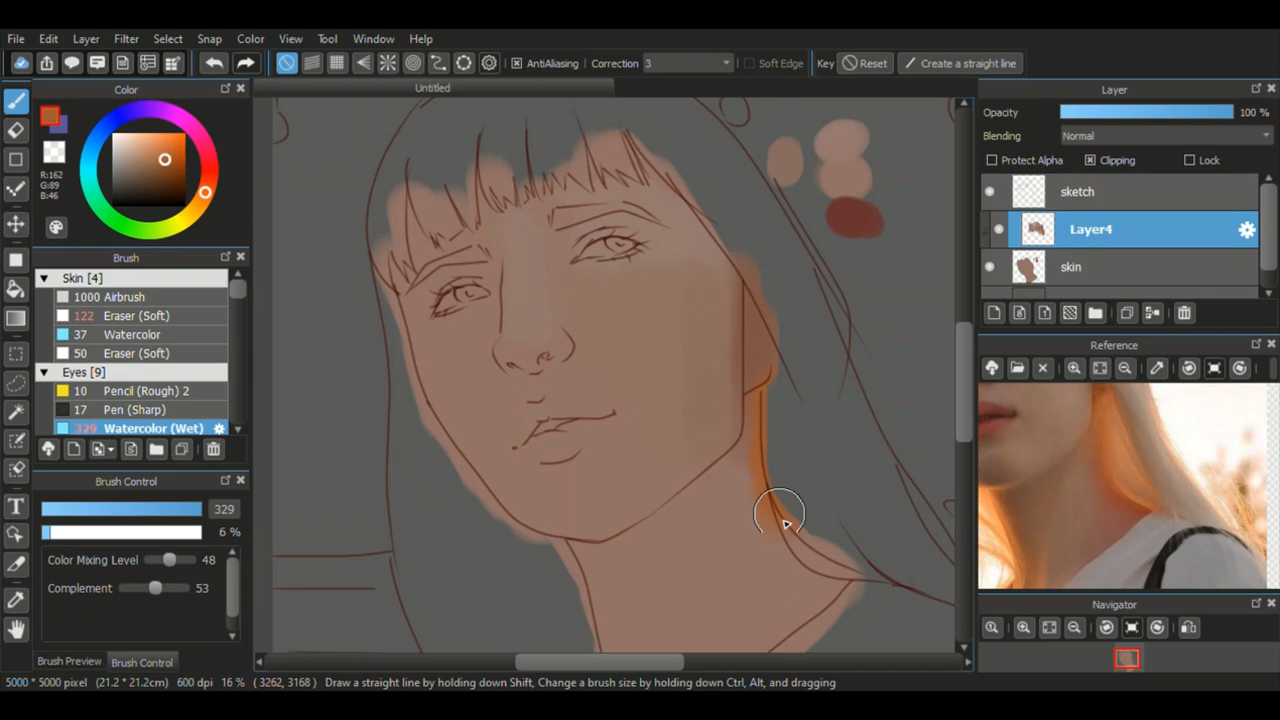 File Edit Layer Filter Select Snap Color View Tool Window Help
AntiAliasing Correction 3 Soft Edge Key Reset Create a straight line
Color
Untitled
Layer
Opacity 100 %
Blending Normal
Protect Alpha Clipping Lock
R:162
G:89
B:46
sketch
Layer4
skin
Brush
Skin [4]
1000 Airbrush
122 Eraser (Soft)
37 Watercolor
50 Eraser (Soft)
Eyes [9]
10 Pencil (Rough) 2
17 Pen (Sharp)
329 Watercolor (Wet)
Reference
Brush Control
329
6 %
Color Mixing Level 48
Complement 53
Brush Preview Brush Control
Navigator
5000 * 5000 pixel (21.2 * 21.2cm) 600 dpi 16 % ( 3262, 3168 ) Draw a straight line by holding down Shift, Change a brush size by holding down Ctrl, Alt, and dragging